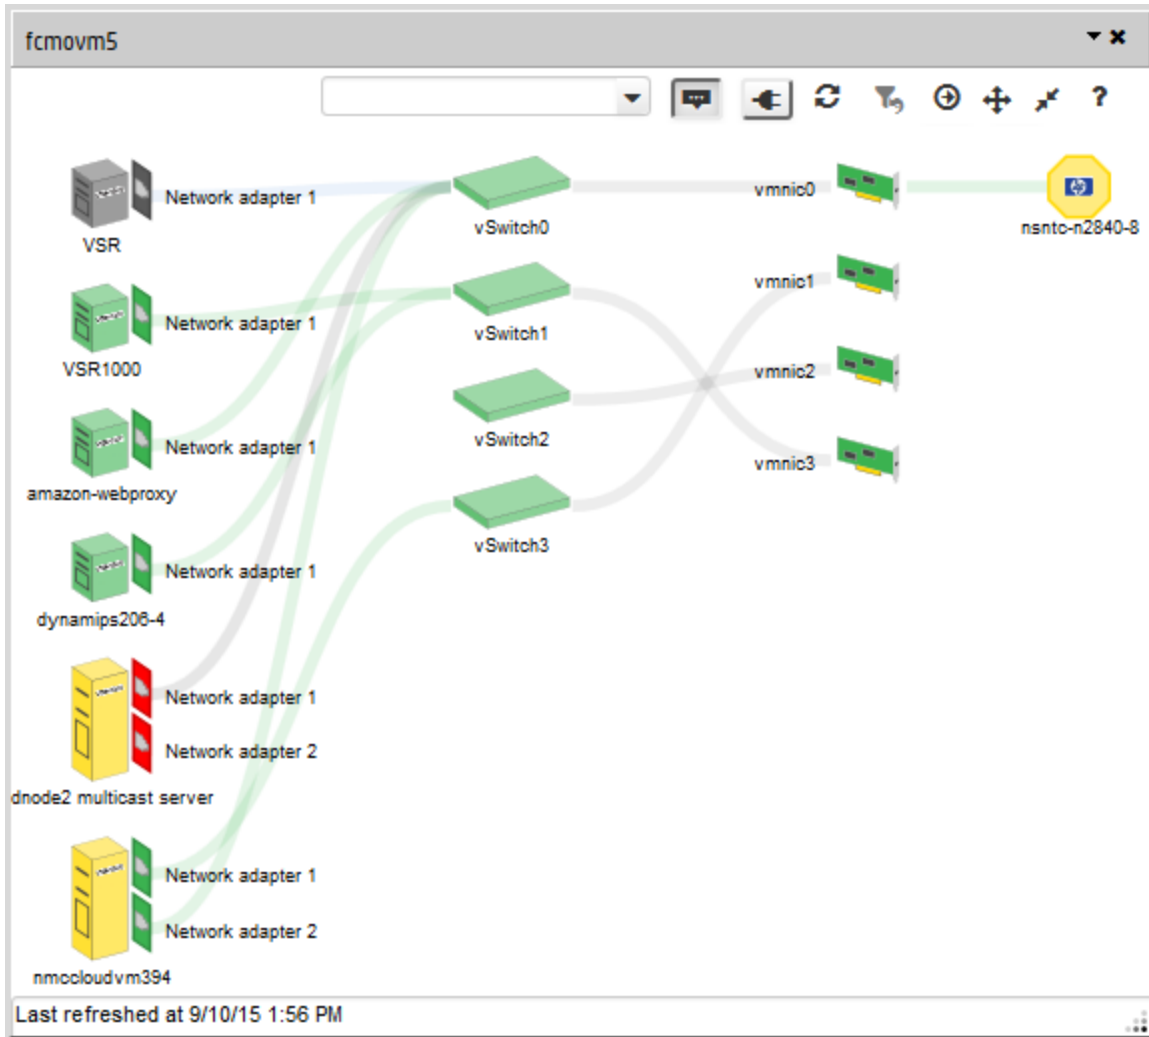 fcmovm5
?
Network adapter 1
VSR
Network adapter 1
VSR1000
Network adapter 1
amazon-webproxy
Network adapter 1
dynamips206-4
Network adapter 1
Network adapter 2
dnode2 multicast server
Network adapter 1
Network adapter 2
nmccloudvm394
vSwitch0
vSwitch1
vSwitch2
vSwitch3
vmnic0
vmnic1
vmnic2
vmnic3
hp
nsntc-n2840-8
Last refreshed at 9/10/15 1:56 PM